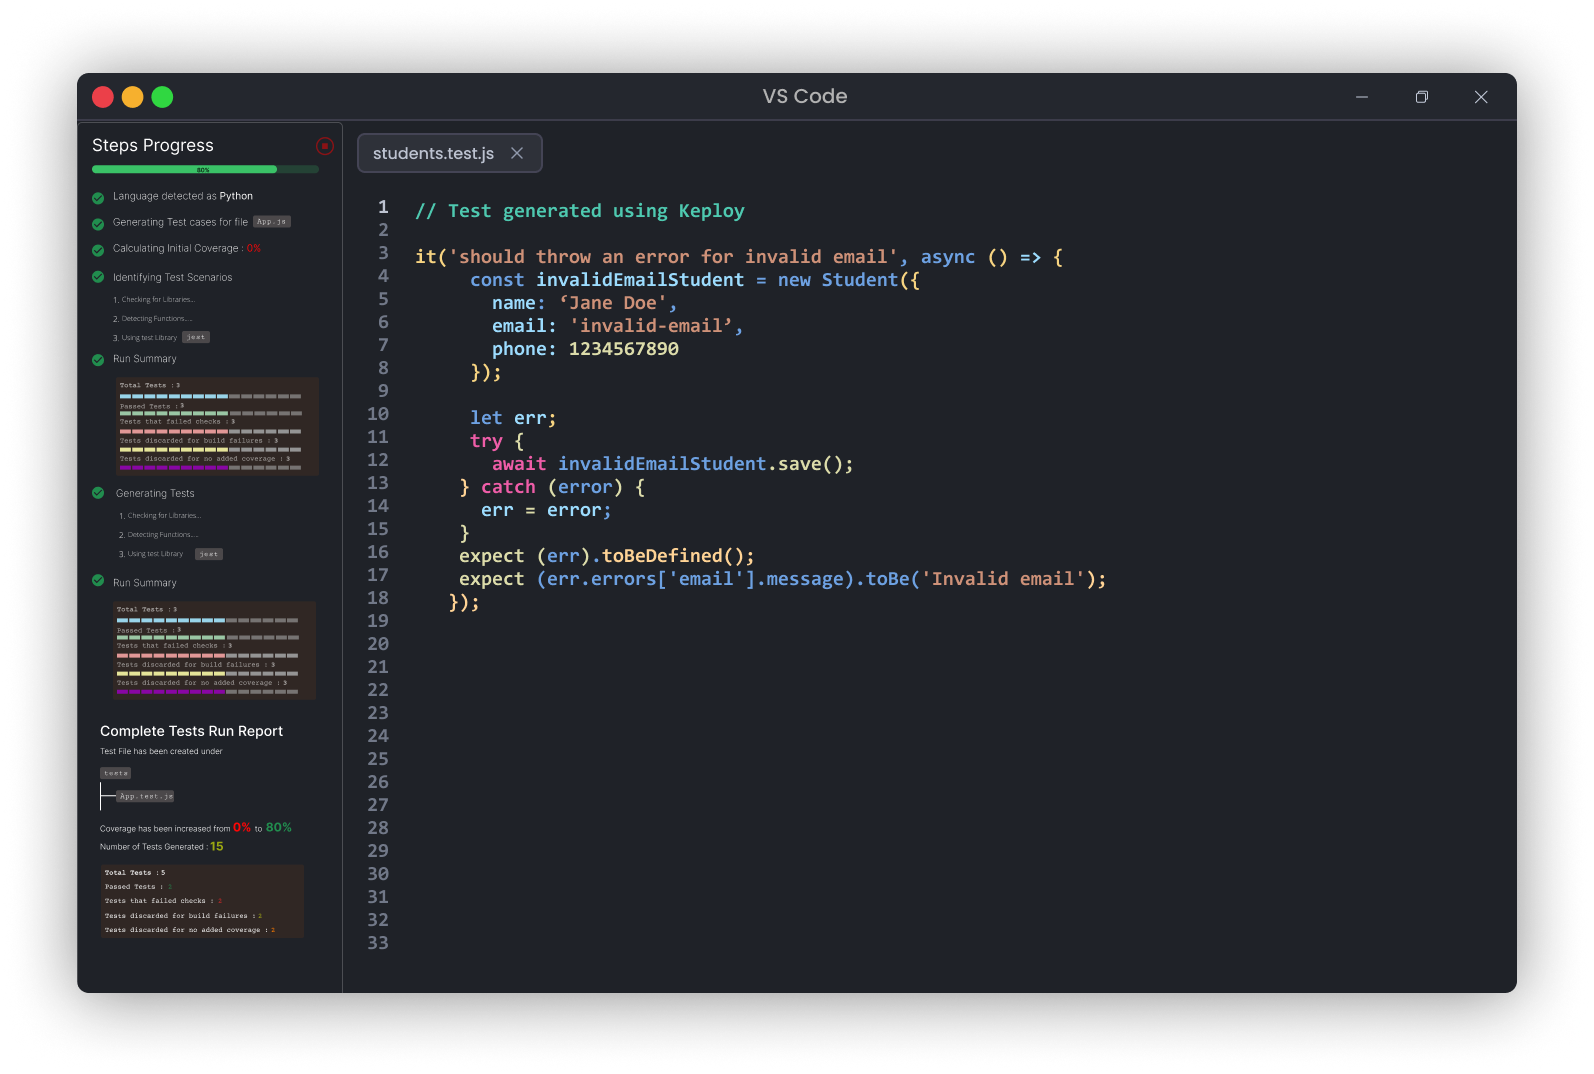 VS Code
Steps Progress
80%
Language detected as Python
Generating Test cases for file App.js
Calculating Initial Coverage : 0%
Identifying Test Scenarios
1. Checking for Libraries...
2. Detecting Functions....
3. Using test Library jest
Run Summary
Total Tests : 3
Passed Tests : 3
Tests that failed checks : 3
Tests discarded for build failures : 3
Tests discarded for no added coverage : 3
Generating Tests
1. Checking for Libraries...
2. Detecting Functions....
3. Using test Library jest
Run Summary
Total Tests : 3
Passed Tests : 3
Tests that failed checks : 3
Tests discarded for build failures : 3
Tests discarded for no added coverage : 3
Complete Tests Run Report
Test File has been created under
tests
App.test.js
Coverage has been increased from 0% to 80%
Number of Tests Generated : 15
Total Tests : 5
Passed Tests : 2
Tests that failed checks : 2
Tests discarded for build failures : 2
Tests discarded for no added coverage : 2
students.test.js
1 // Test generated using Keploy
2
3 it('should throw an error for invalid email', async () => {
4 const invalidEmailStudent = new Student({
5 name: ‘Jane Doe',
6 email: 'invalid-email’,
7 phone: 1234567890
8 });
9
10 let err;
11 try {
12 await invalidEmailStudent.save();
13 } catch (error) {
14 err = error;
15 }
16 expect (err).toBeDefined();
17 expect (err.errors['email'].message).toBe('Invalid email');
18 });
19
20
21
22
23
24
25
26
27
28
29
30
31
32
33